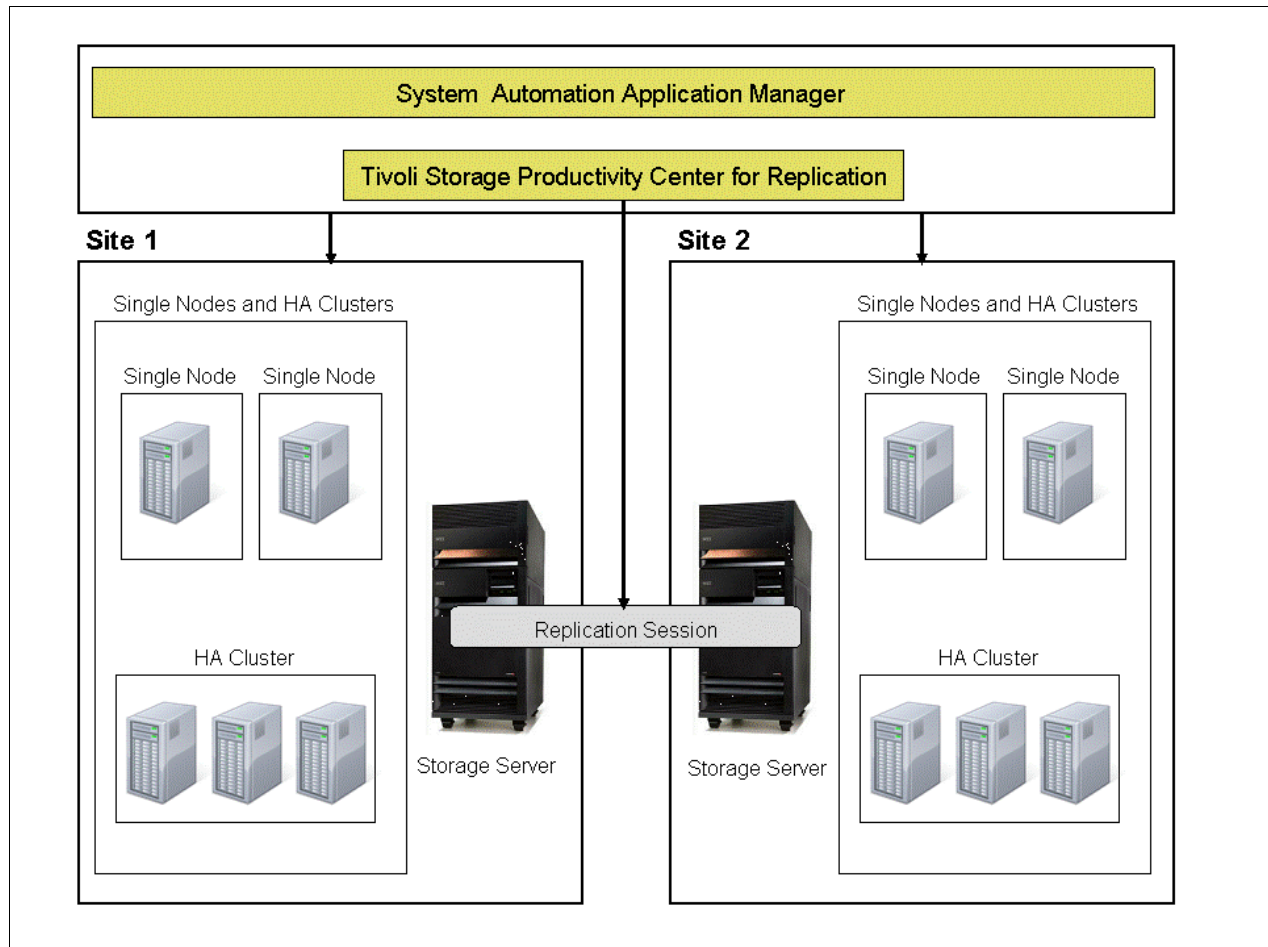 System Automation Application Manager
Tivoli Storage Productivity Center for Replication
Site 1
Single Nodes and HA Clusters
Single Node
Single Node
HA Cluster
Storage Server
Replication Session
Site 2
Single Nodes and HA Clusters
Single Node
Single Node
HA Cluster
Storage Server